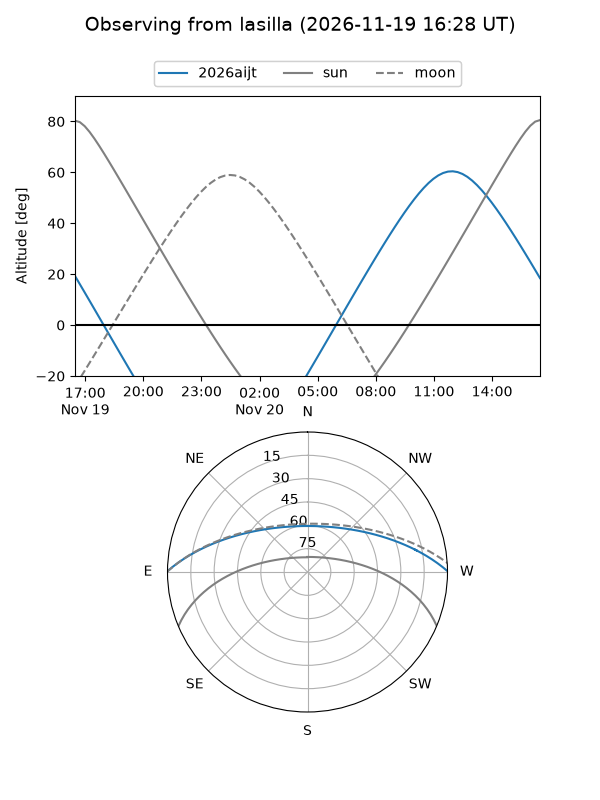 Observing from lasilla (2026-11-19 16:28 UT)
2026aijt sun moon
Altitude [deg]
80
60
40
20
0
−20
17:00 20:00 23:00 02:00 05:00 08:00 11:00 14:00
Nov 19 Nov 20
N
NE NW
15
30
45
60
75
E W
SE SW
S